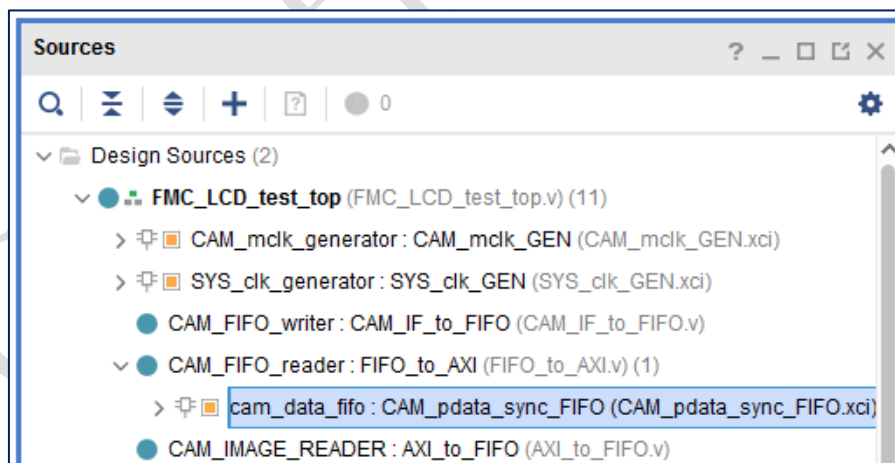 Sources
0
Design Sources (2)
FMC_LCD_test_top (FMC_LCD_test_top.v) (11)
CAM_mclk_generator : CAM_mclk_GEN (CAM_mclk_GEN.xci)
SYS_clk_generator : SYS_clk_GEN (SYS_clk_GEN.xci)
CAM_FIFO_writer : CAM_IF_to_FIFO (CAM_IF_to_FIFO.v)
CAM_FIFO_reader : FIFO_to_AXI (FIFO_to_AXI.v) (1)
cam_data_fifo : CAM_pdata_sync_FIFO (CAM_pdata_sync_FIFO.xci)
CAM_IMAGE_READER : AXI_to_FIFO (AXI_to_FIFO.v)